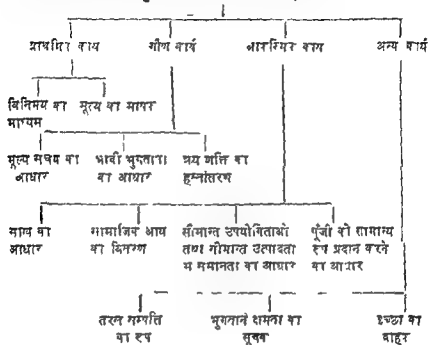 प्राथमिक कार्य गौण कार्य आकस्मिक कार्य अन्य कार्य
विनिमय का मूल्य का मापक
माध्यम
मूल्य संचय का भावी भुगतानों क्रय शक्ति का
आधार का आधार हस्तांतरण
साख का सामाजिक आय सीमान्त उपयोगिताओं पूँजी को सामान्य
आधार का वितरण तथा सीमान्त उत्पादकता रूप प्रदान करने
में समानता का आधार का आधार
तरल सम्पत्ति भुगताने क्षमता का इच्छा का
का रूप सूचक वाहक